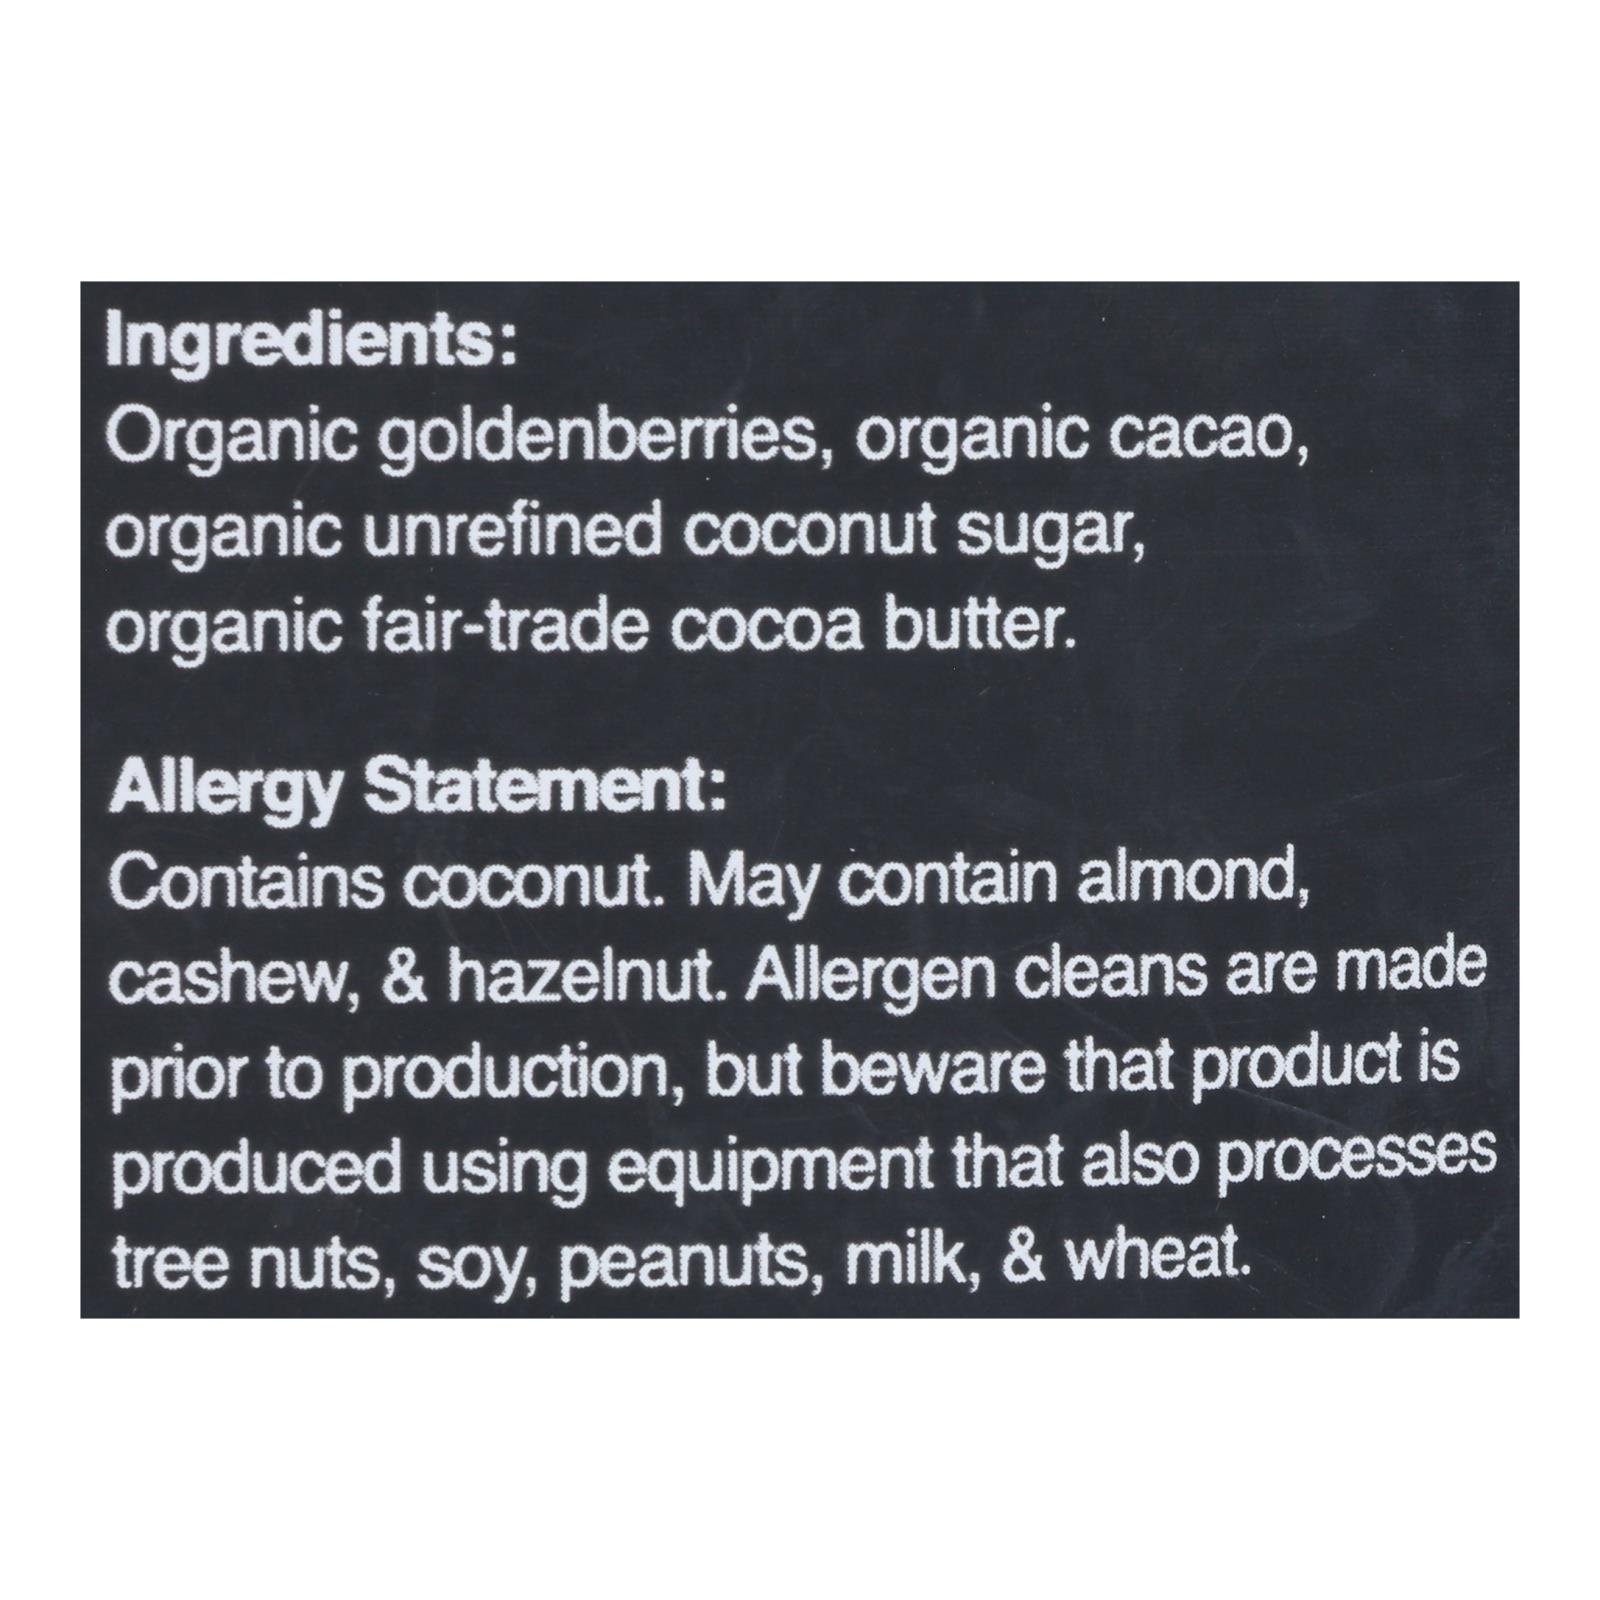 Ingredients:
Organic goldenberries, organic cacao,
organic unrefined coconut sugar,
organic fair-trade cocoa butter.
Allergy Statement:
Contains coconut. May contain almond,
cashew, & hazelnut. Allergen cleans are made
prior to production, but beware that product is
produced using equipment that also processes
tree nuts, soy, peanuts, milk, & wheat.